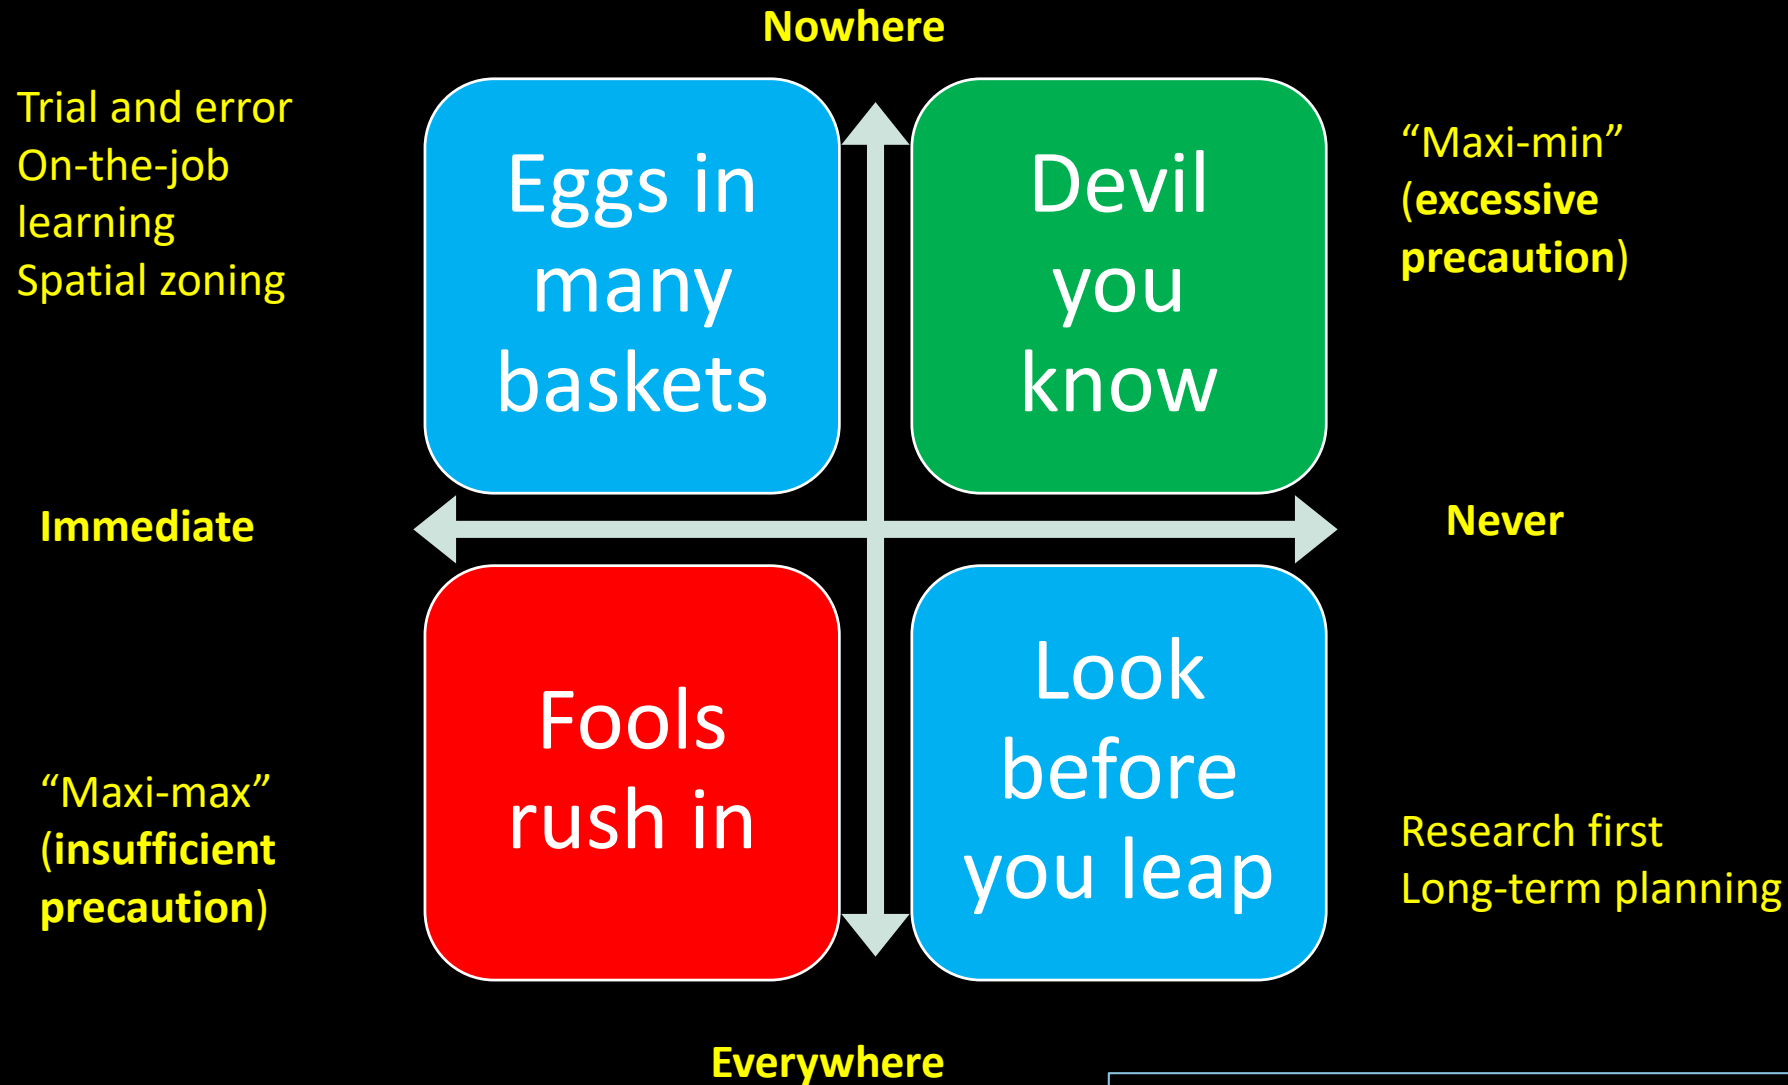 Nowhere
Trial and error
On-the-job
learning
Spatial zoning
Eggs in
many
baskets
Devil
you
know
“Maxi-min”
(excessive
precaution)
Immediate
Never
“Maxi-max”
(insufficient
precaution)
Fools
rush in
Look
before
you leap
Research first
Long-term planning
Everywhere